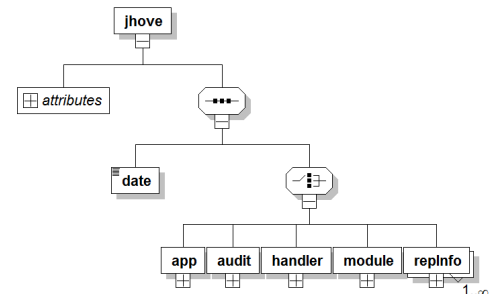 jhove
attributes
date
app audit handler module repInfo
1..∞